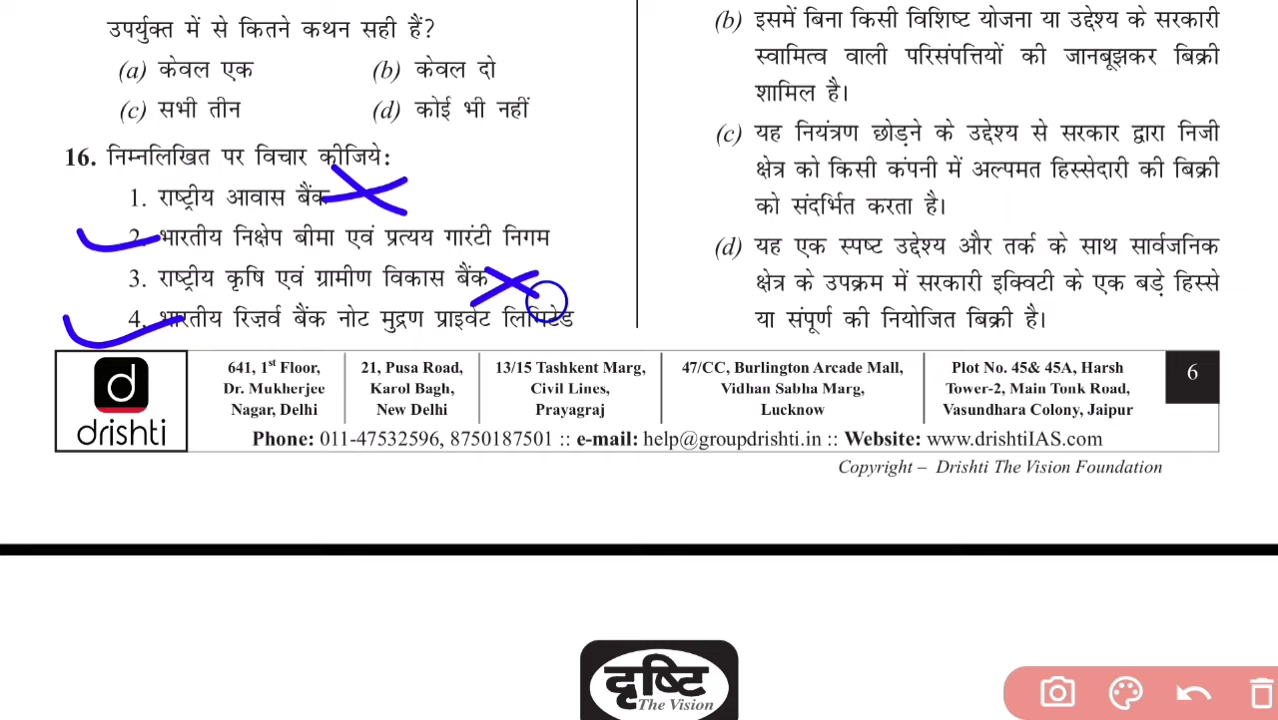 उपर्युक्त में से कितने कथन सही हैं?
(a) केवल एक (b) केवल दो
(c) सभी तीन (d) कोई भी नहीं
16. निम्नलिखित पर विचार कीजिये:
1. राष्ट्रीय आवास बैंक
2. भारतीय निक्षेप बीमा एवं प्रत्यय गारंटी निगम
3. राष्ट्रीय कृषि एवं ग्रामीण विकास बैंक
4. भारतीय रिज़र्व बैंक नोट मुद्रण प्राइवेट लिमिटेड
(b) इसमें बिना किसी विशिष्ट योजना या उद्देश्य के सरकारी
स्वामित्व वाली परिसंपत्तियों की जानबूझकर बिक्री
शामिल है।
(c) यह नियंत्रण छोड़ने के उद्देश्य से सरकार द्वारा निजी
क्षेत्र को किसी कंपनी में अल्पमत हिस्सेदारी की बिक्री
को संदर्भित करता है।
(d) यह एक स्पष्ट उद्देश्य और तर्क के साथ सार्वजनिक
क्षेत्र के उपक्रम में सरकारी इक्विटी के एक बड़े हिस्से
या संपूर्ण की नियोजित बिक्री है।
d
drishti
641, 1st Floor,
Dr. Mukherjee
Nagar, Delhi
21, Pusa Road,
Karol Bagh,
New Delhi
13/15 Tashkent Marg,
Civil Lines,
Prayagraj
47/CC, Burlington Arcade Mall,
Vidhan Sabha Marg,
Lucknow
Plot No. 45& 45A, Harsh
Tower-2, Main Tonk Road,
Vasundhara Colony, Jaipur
6
Phone: 011-47532596, 8750187501 :: e-mail: help@groupdrishti.in :: Website: www.drishtiIAS.com
Copyright – Drishti The Vision Foundation
दृष्टि
The Vision